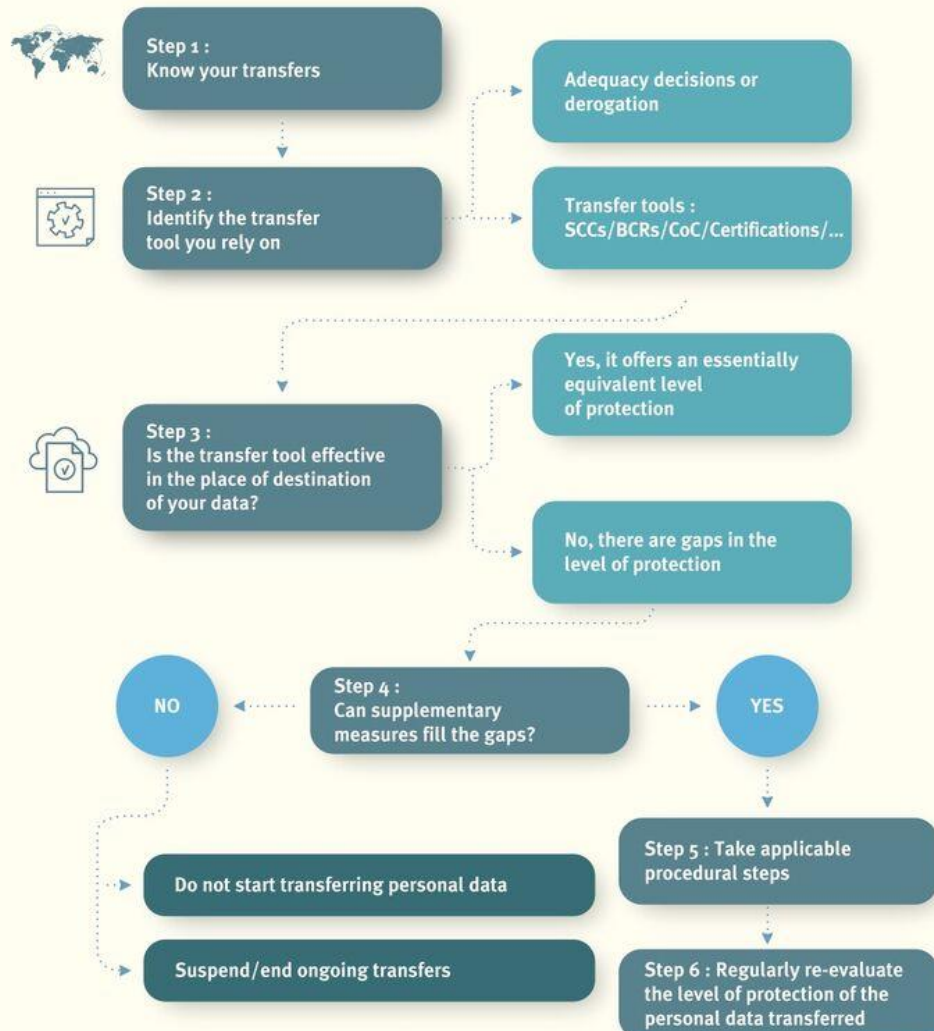 Step 1 :
Know your transfers
Adequacy decisions or
derogation
Step 2 :
Identify the transfer
tool you rely on
Transfer tools :
SCCs/BCRs/CoC/Certifications/...
Yes, it offers an essentially
equivalent level
of protection
Step 3 :
Is the transfer tool effective
in the place of destination
of your data?
No, there are gaps in the
level of protection
NO
Step 4 :
Can supplementary
measures fill the gaps?
YES
Step 5 : Take applicable
procedural steps
Do not start transferring personal data
Suspend/end ongoing transfers
Step 6 : Regularly re-evaluate
the level of protection of the
personal data transferred